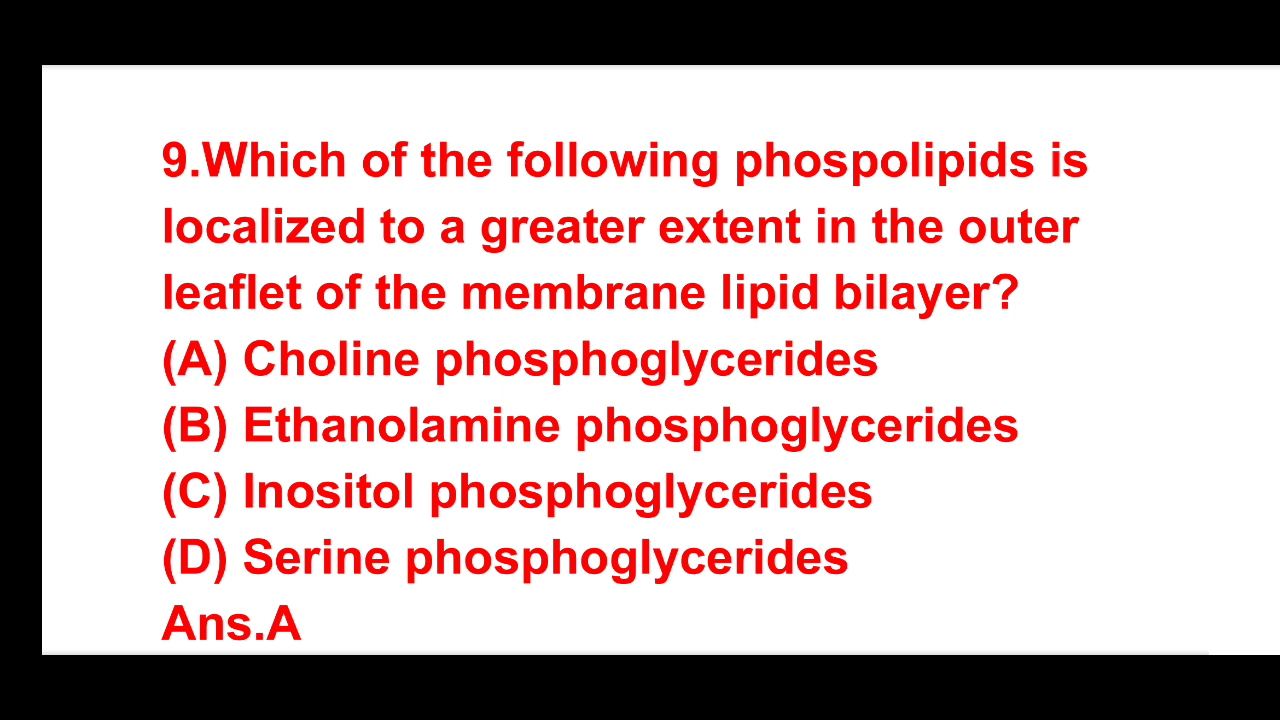 9.Which of the following phospolipids is
localized to a greater extent in the outer
leaflet of the membrane lipid bilayer?
(A) Choline phosphoglycerides
(B) Ethanolamine phosphoglycerides
(C) Inositol phosphoglycerides
(D) Serine phosphoglycerides
Ans.A